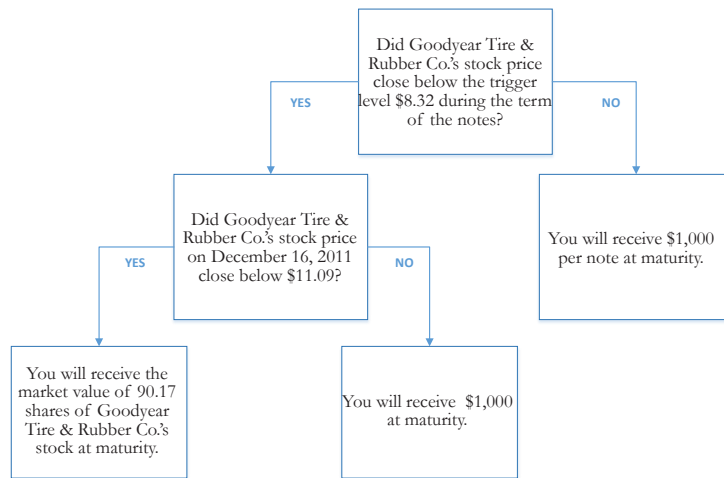 Did Goodyear Tire &
Rubber Co.'s stock price
close below the trigger
level $8.32 during the term
of the notes?
YES
NO
Did Goodyear Tire &
Rubber Co.'s stock price
on December 16, 2011
close below $11.09?
You will receive $1,000
per note at maturity.
YES
NO
You will receive the
market value of 90.17
shares of Goodyear
Tire & Rubber Co.'s
stock at maturity.
You will receive $1,000
at maturity.